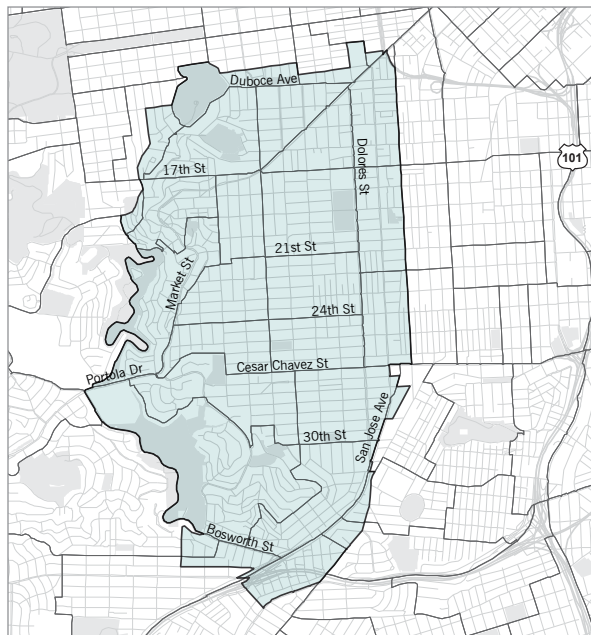 Duboce Ave
Dolores St
101
17th St
21st St
Market St
24th St
Portola Dr
Cesar Chavez St
San Jose Ave
30th St
Bosworth St